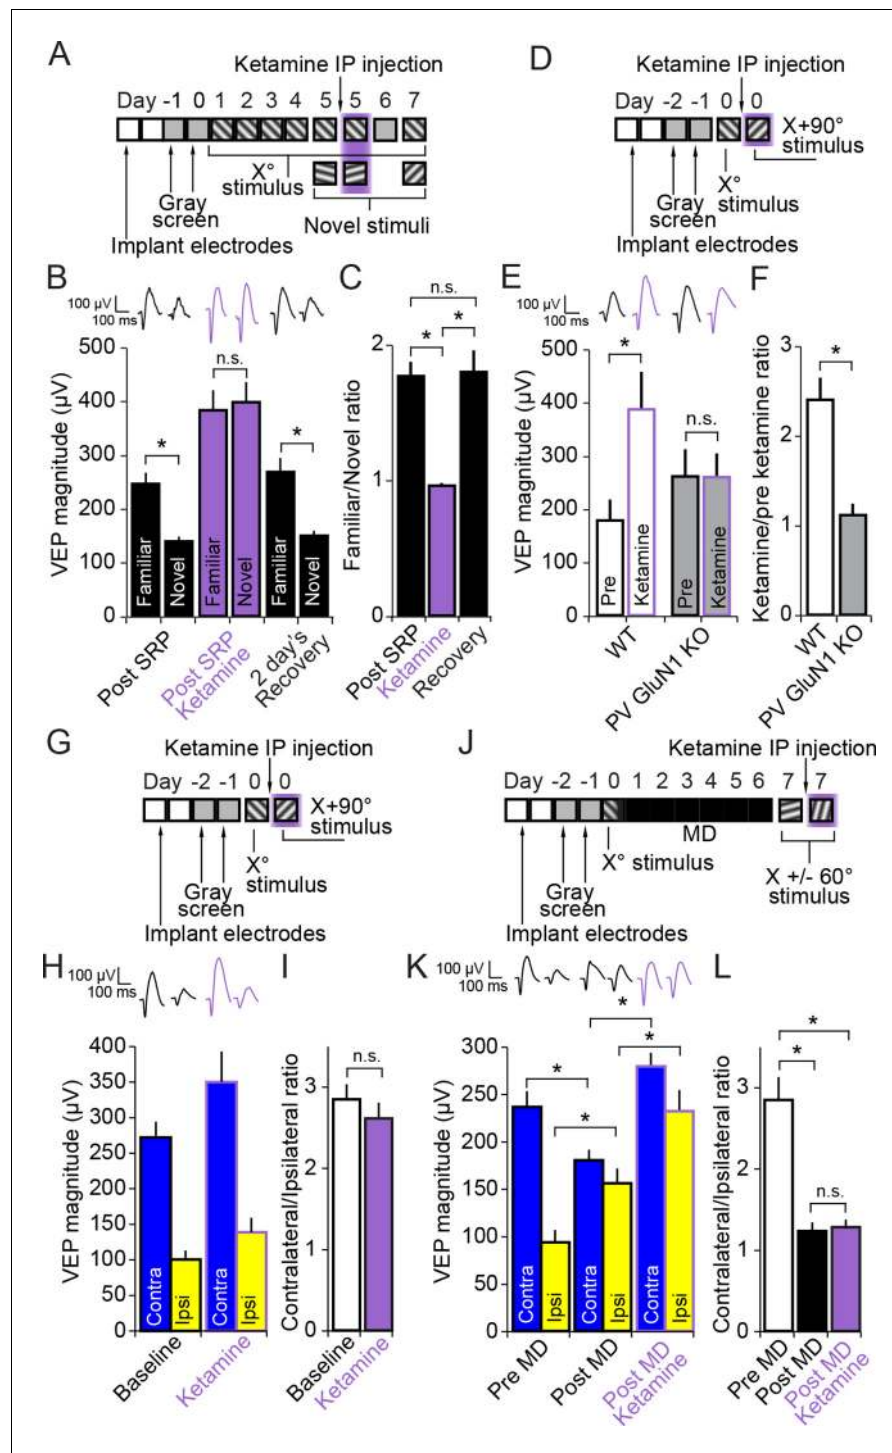 A
Ketamine IP injection
Day -1 0 1 2 3 4 5 5 6 7
X°
stimulus
Gray
screen
Novel stimuli
Implant electrodes
D
Ketamine IP injection
Day -2 -1 0 0
X+90°
stimulus
X°
stimulus
Gray
screen
Implant electrodes
B
100 µV
100 ms
VEP magnitude (µV)
500
400
300
200
100
0
*
n.s.
*
Familiar
Novel
Familiar
Novel
Familiar
Novel
Post SRP
Post SRP
Ketamine
2 day's
Recovery
C
Familiar/Novel ratio
2
1
0
n.s.
*
*
Post SRP
Ketamine
Recovery
E
100 µV
100 ms
VEP magnitude (µV)
500
400
300
200
100
0
*
n.s.
Pre
Ketamine
Pre
Ketamine
WT
PV GluN1 KO
F
Ketamine/pre ketamine ratio
3
2
1
0
*
WT
PV GluN1 KO
G
Ketamine IP injection
Day -2 -1 0 0
X+90°
stimulus
X°
stimulus
Gray
screen
Implant electrodes
J
Ketamine IP injection
Day -2 -1 0 1 2 3 4 5 6 7 7
MD
X° stimulus
X +/- 60°
stimulus
Gray
screen
Implant electrodes
H
100 µV
100 ms
VEP magnitude (µV)
400
350
300
250
200
150
100
50
0
Contra
Ipsi
Contra
Ipsi
Baseline
Ketamine
I
Contralateral/Ipsilateral ratio
3
2
1
0
n.s.
Baseline
Ketamine
K
100 µV
100 ms
VEP magnitude (µV)
300
250
200
150
100
50
0
*
*
*
*
Contra
Ipsi
Contra
Ipsi
Contra
Ipsi
Pre MD
Post MD
Post MD
Ketamine
L
Contralateral/Ipsilateral ratio
3
2
1
0
*
*
n.s.
Pre MD
Post MD
Post MD
Ketamine